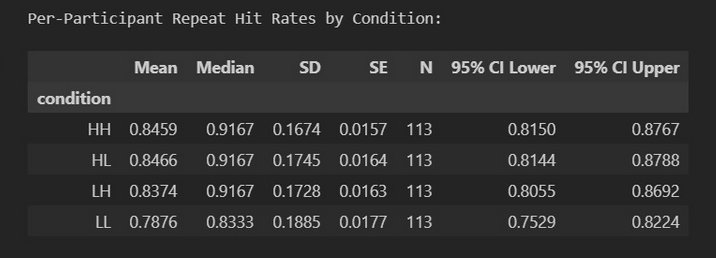 Per-Participant Repeat Hit Rates by Condition:
Mean Median SD SE N 95% CI Lower 95% CI Upper
condition
HH 0.8459 0.9167 0.1674 0.0157 113 0.8150 0.8767
HL 0.8466 0.9167 0.1745 0.0164 113 0.8144 0.8788
LH 0.8374 0.9167 0.1728 0.0163 113 0.8055 0.8692
LL 0.7876 0.8333 0.1885 0.0177 113 0.7529 0.8224